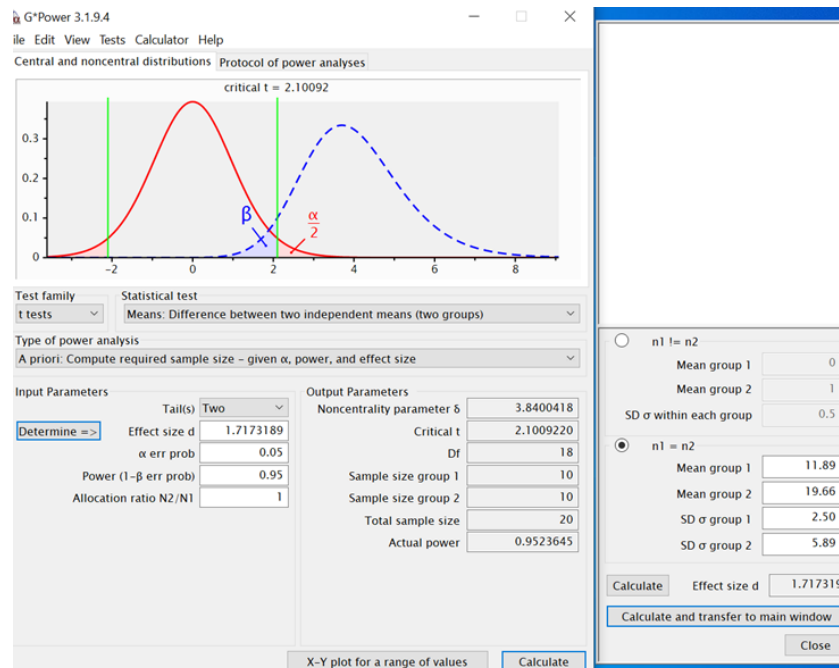 G*Power 3.1.9.4
ile Edit View Tests Calculator Help
Central and noncentral distributions Protocol of power analyses
critical t = 2.10092
0.3
0.2
0.1
0
β
α
2
-2 0 2 4 6 8
Test family Statistical test
t tests Means: Difference between two independent means (two groups)
Type of power analysis
A priori: Compute required sample size – given α, power, and effect size
Input Parameters
Tail(s) Two
Determine => Effect size d 1.7173189
α err prob 0.05
Power (1-β err prob) 0.95
Allocation ratio N2/N1 1
Output Parameters
Noncentrality parameter δ 3.8400418
Critical t 2.1009220
Df 18
Sample size group 1 10
Sample size group 2 10
Total sample size 20
Actual power 0.9523645
X-Y plot for a range of values Calculate
n1 != n2
Mean group 1 0
Mean group 2 1
SD σ within each group 0.5
n1 = n2
Mean group 1 11.89
Mean group 2 19.66
SD σ group 1 2.50
SD σ group 2 5.89
Calculate Effect size d 1.717319
Calculate and transfer to main window
Close